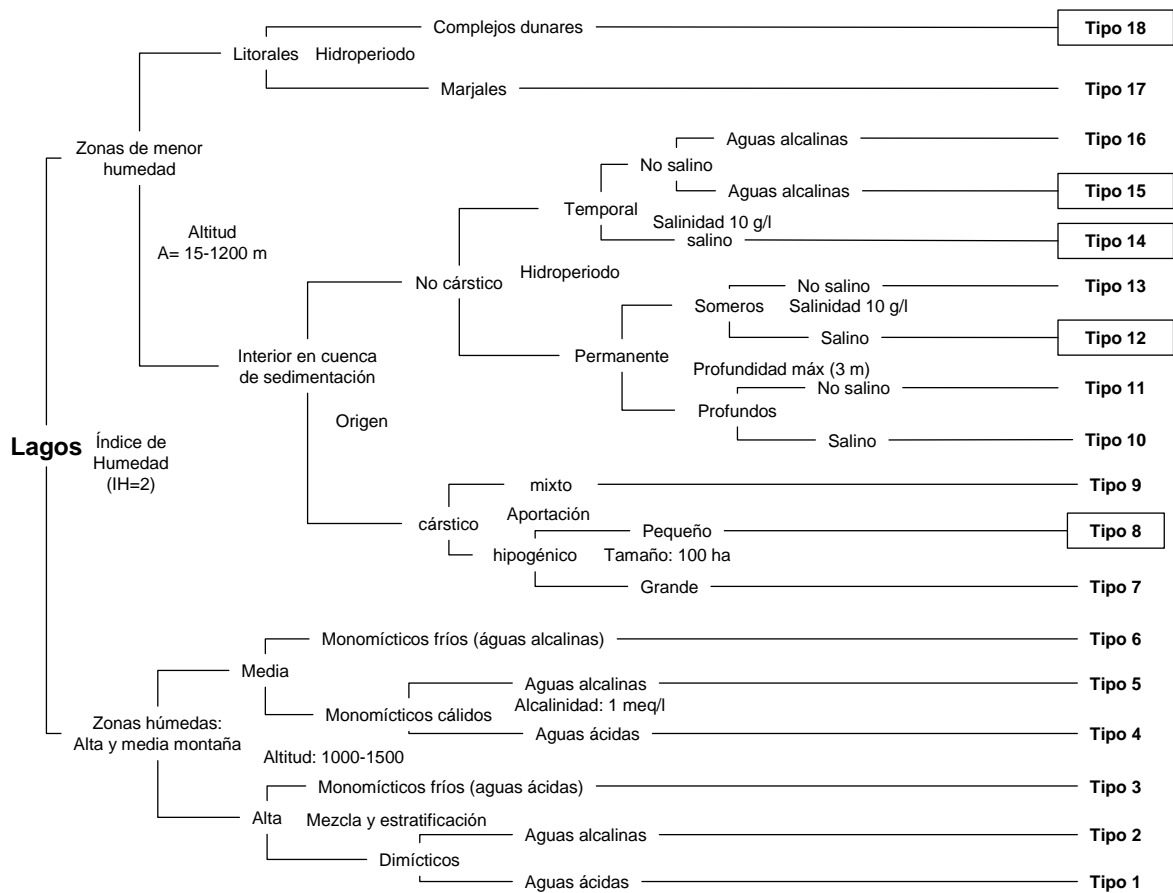 Complejos dunares
Tipo 18
Litorales
Hidroperiodo
Marjales
Tipo 17
Zonas de menor
humedad
Aguas alcalinas
Tipo 16
No salino
Aguas alcalinas
Tipo 15
Temporal
Salinidad 10 g/l
salino
Tipo 14
Altitud
A= 15-1200 m
No cárstico
Hidroperiodo
No salino
Tipo 13
Someros
Salinidad 10 g/l
Salino
Tipo 12
Interior en cuenca
de sedimentación
Permanente
Profundidad máx (3 m)
No salino
Tipo 11
Profundos
Origen
Salino
Tipo 10
Lagos
Índice de
Humedad
(IH=2)
mixto
Tipo 9
cárstico
Aportación
Pequeño
Tipo 8
hipogénico
Tamaño: 100 ha
Grande
Tipo 7
Monomícticos fríos (águas alcalinas)
Tipo 6
Media
Aguas alcalinas
Tipo 5
Alcalinidad: 1 meq/l
Monomícticos cálidos
Aguas ácidas
Tipo 4
Zonas húmedas:
Alta y media montaña
Altitud: 1000-1500
Monomícticos fríos (aguas ácidas)
Tipo 3
Alta
Mezcla y estratificación
Aguas alcalinas
Tipo 2
Dimícticos
Aguas ácidas
Tipo 1